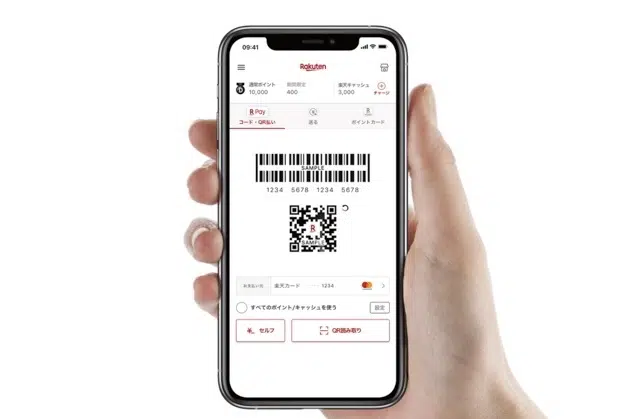 09:41
Rakuten
通常ポイント 期間限定 楽天キャッシュ
10,000 400 3,000 チャージ
R Pay
コード・QR払い 送る ポイントカード
SAMPLE
1234 5678 1234 5678
R
SAMPLE
お支払い元 楽天カード ···· 1234
すべてのポイント/キャッシュを使う 設定
セルフ QR読み取り